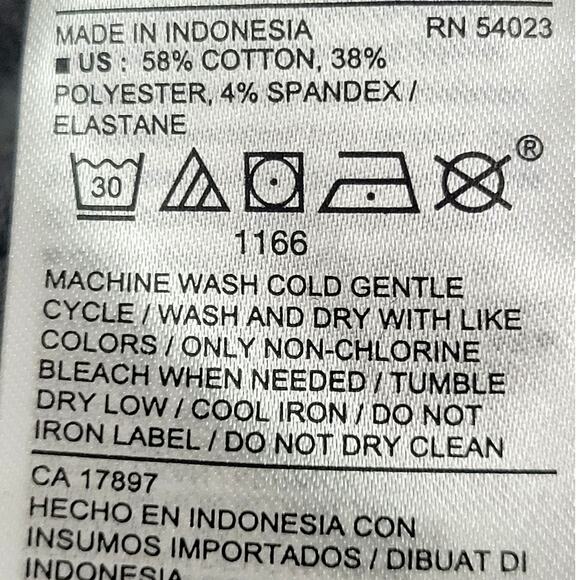 MADE IN INDONESIA RN 54023
■ US : 58% COTTON, 38%
POLYESTER, 4% SPANDEX /
ELASTANE
30
®
1166
MACHINE WASH COLD GENTLE
CYCLE / WASH AND DRY WITH LIKE
COLORS / ONLY NON-CHLORINE
BLEACH WHEN NEEDED / TUMBLE
DRY LOW / COOL IRON / DO NOT
IRON LABEL / DO NOT DRY CLEAN
CA 17897
HECHO EN INDONESIA CON
INSUMOS IMPORTADOS / DIBUAT DI
INDONESIA